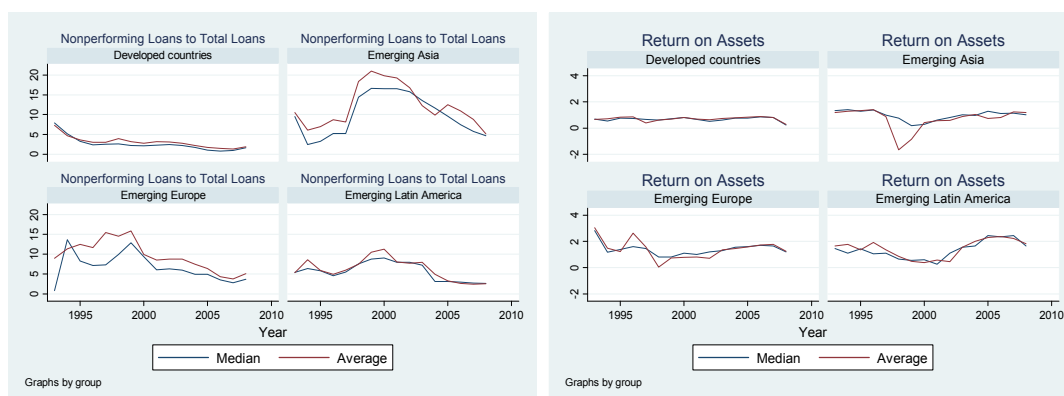 Nonperforming Loans to Total Loans
Developed countries
Nonperforming Loans to Total Loans
Emerging Asia
0 5 10 15 20
Nonperforming Loans to Total Loans
Emerging Europe
Nonperforming Loans to Total Loans
Emerging Latin America
0 5 10 15 20
1995 2000 2005 2010
1995 2000 2005 2010
Year
Median Average
Graphs by group
Return on Assets
Developed countries
Return on Assets
Emerging Asia
-2 0 2 4
Return on Assets
Emerging Europe
Return on Assets
Emerging Latin America
-2 0 2 4
1995 2000 2005 2010
1995 2000 2005 2010
Year
Median Average
Graphs by group